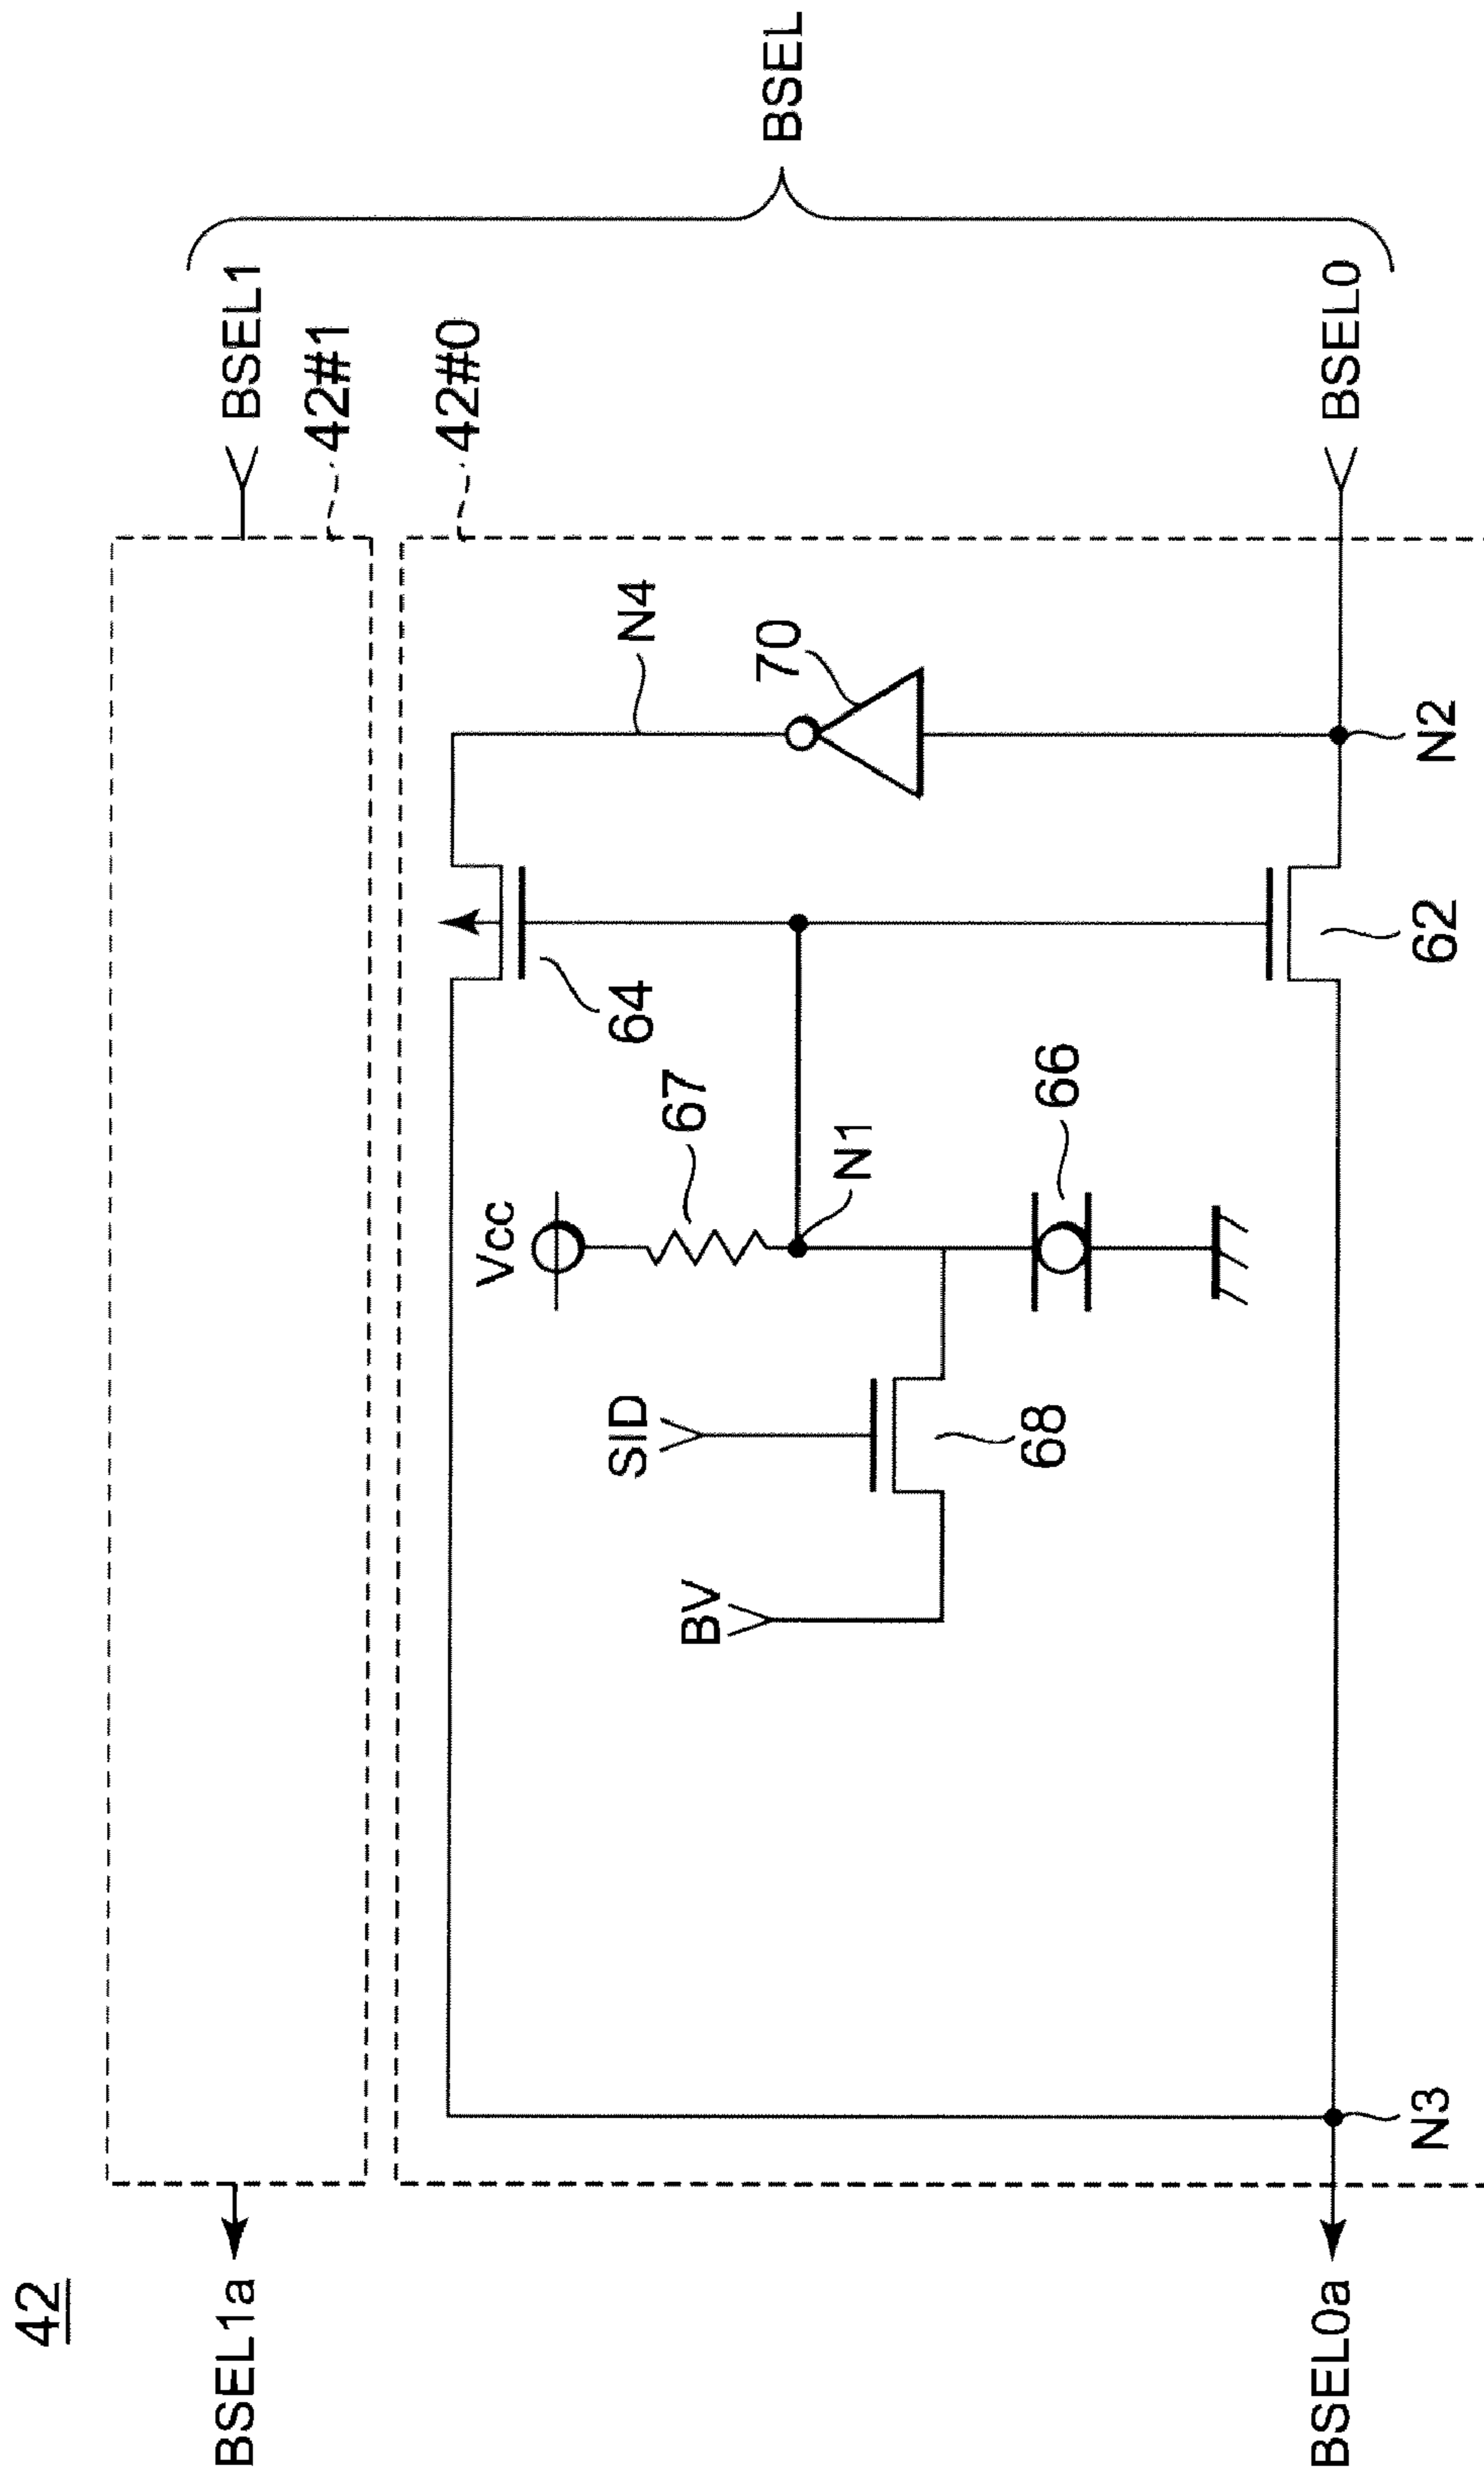 42
BSEL1a
BSEL1
42#1
42#0
BSEL
BSEL0
BSEL0a
N4
70
64
Vcc
67
N1
66
SID
68
BV
62
N2
N3